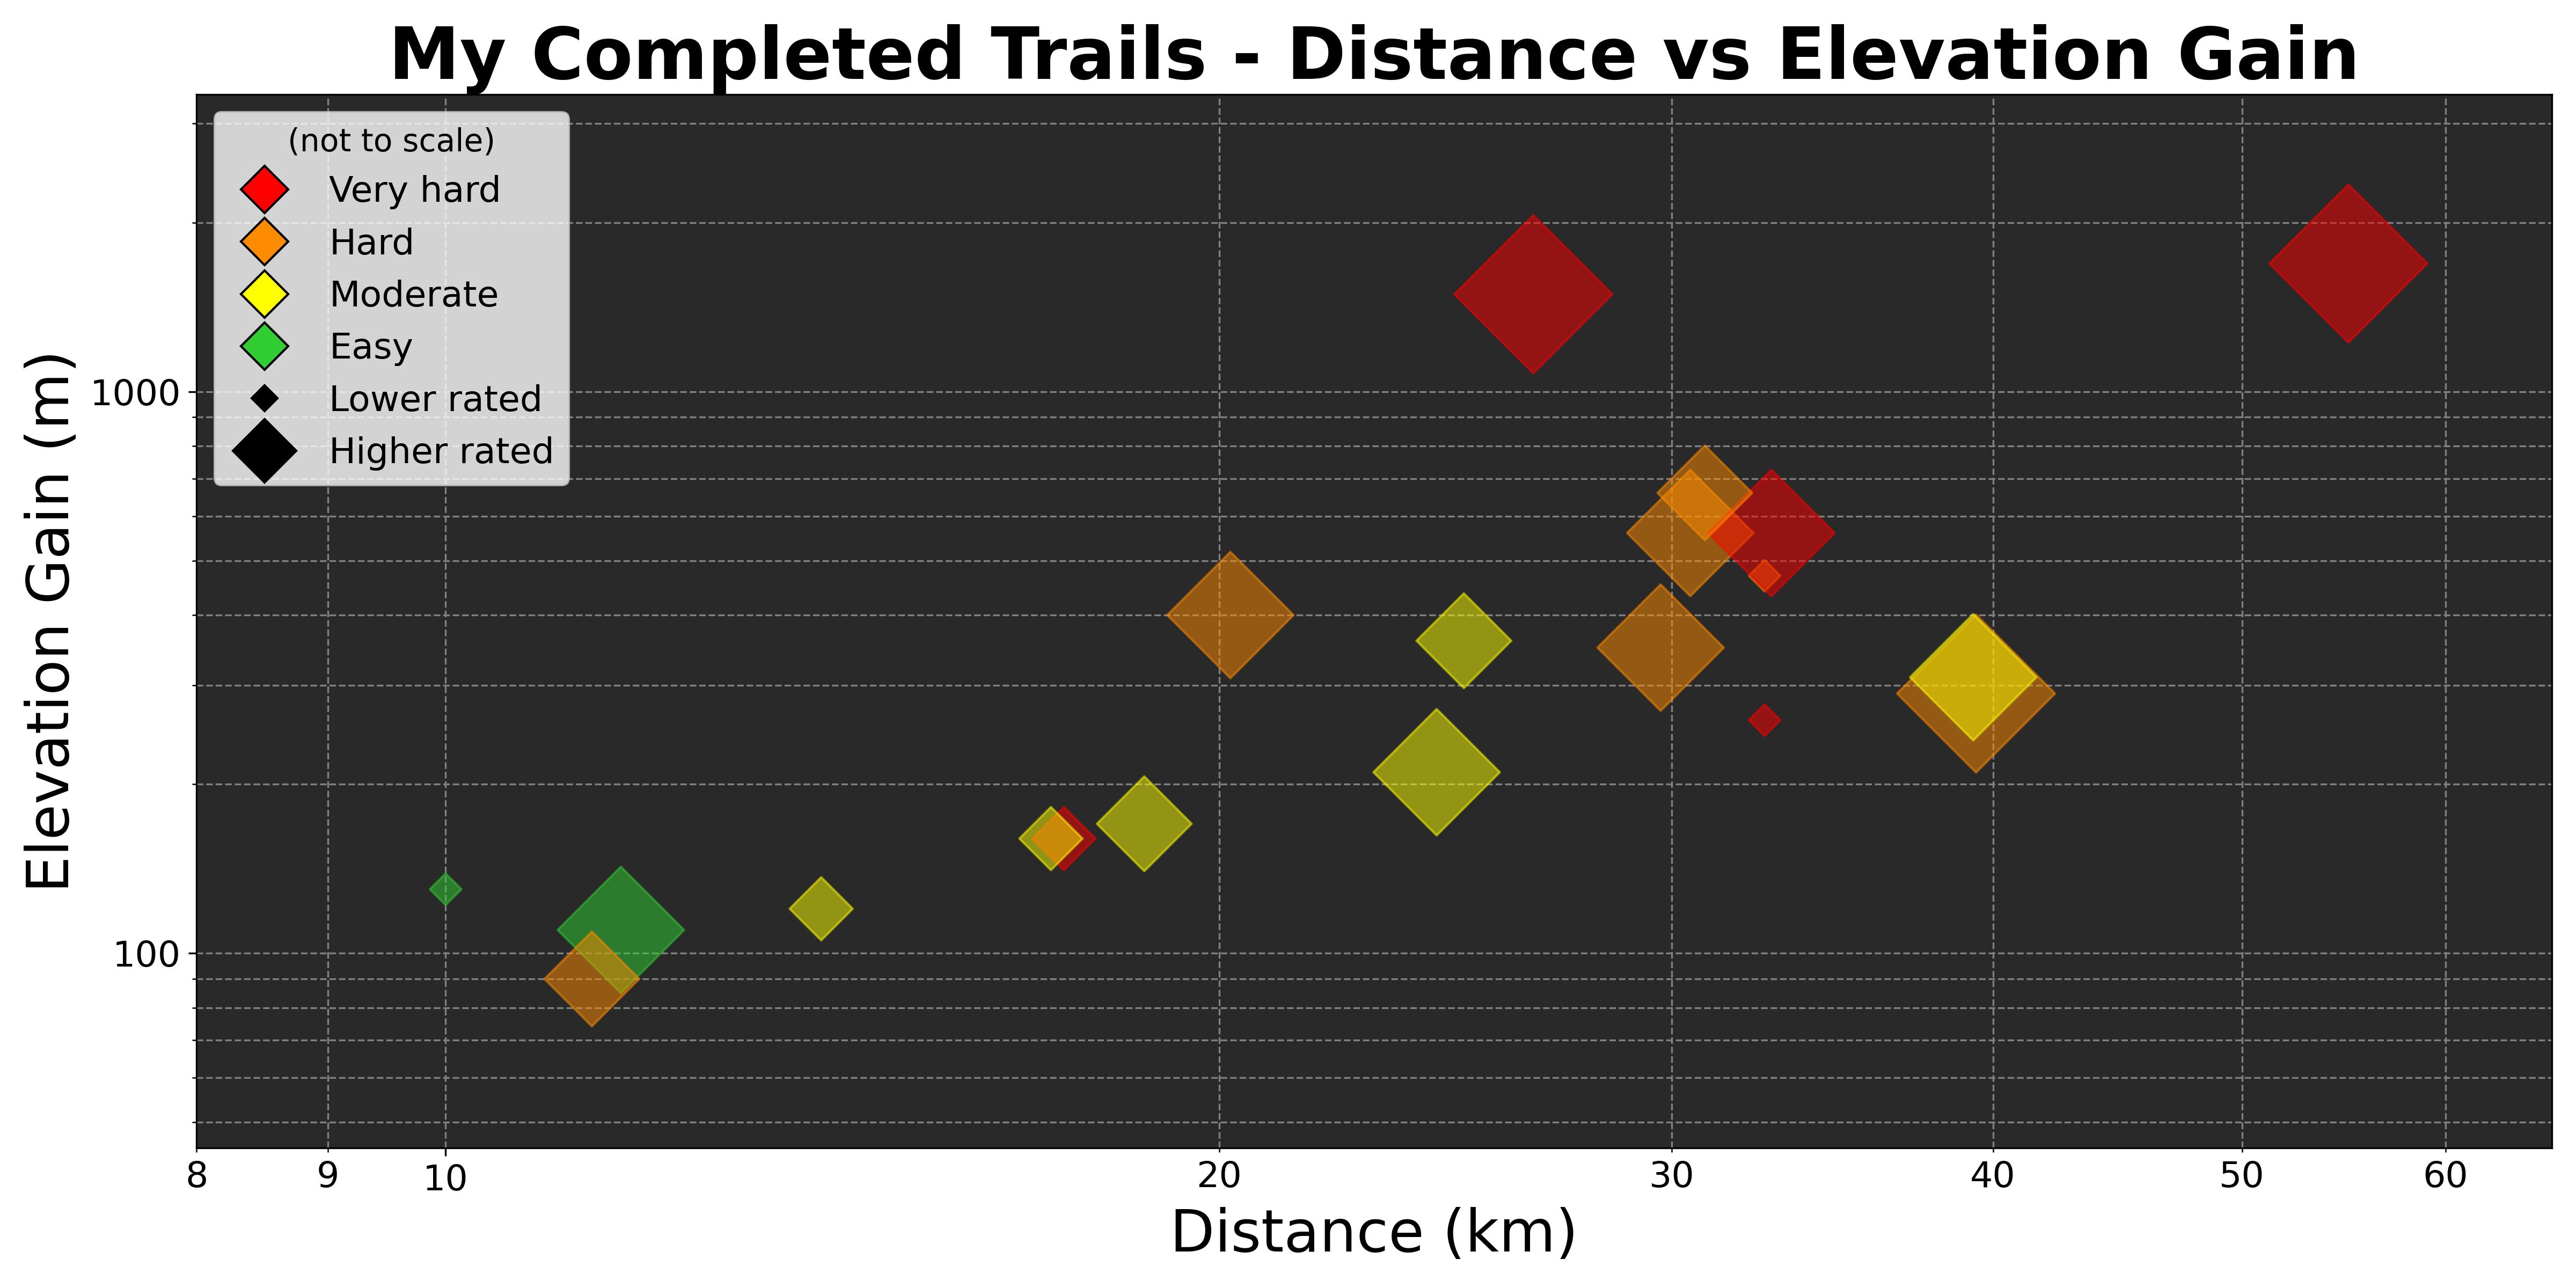 My Completed Trails - Distance vs Elevation Gain
(not to scale)
Very hard
Hard
Moderate
Easy
Lower rated
Higher rated
Elevation Gain (m)
1000
100
8 9 10 20 30 40 50 60
Distance (km)